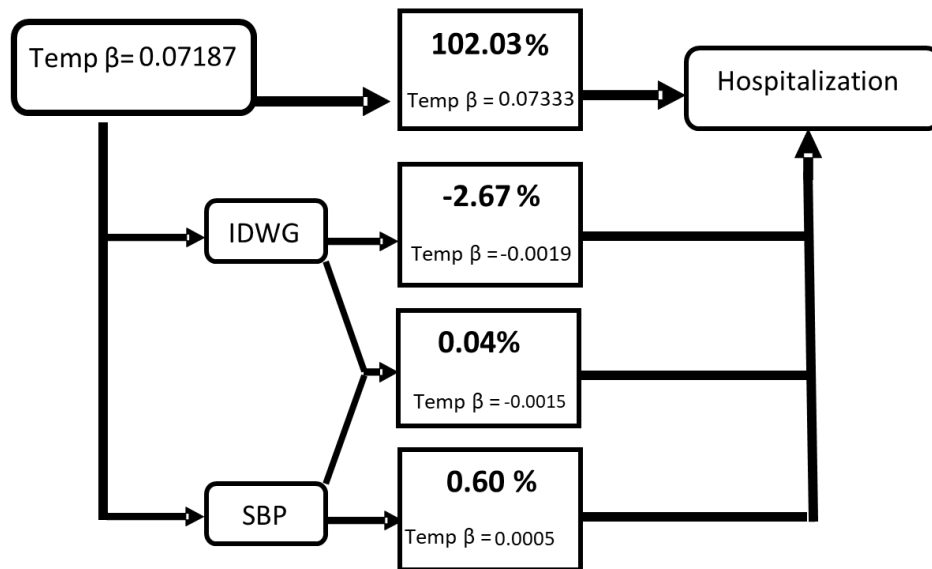 Temp β= 0.07187
102.03%
Temp β = 0.07333
Hospitalization
IDWG
-2.67 %
Temp β = -0.0019
0.04%
Temp β = -0.0015
SBP
0.60 %
Temp β = 0.0005